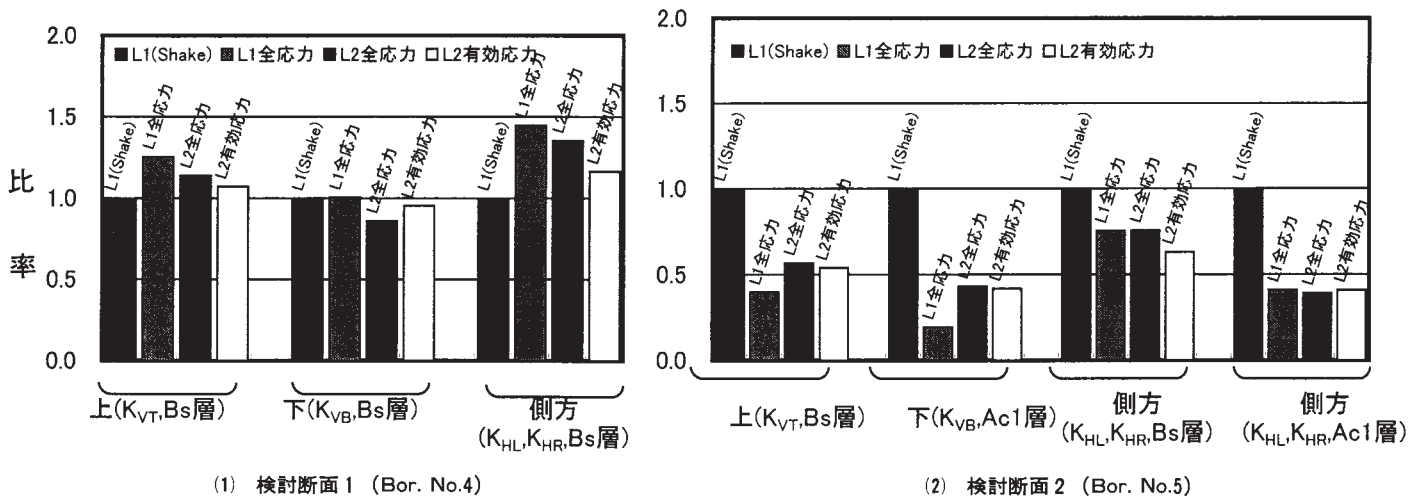 比率
2.0
1.5
1.0
0.5
0.0
■L1(Shake) ■L1全応力 ■L2全応力 □L2有効応力
L1(Shake)
L1全応力
L2全応力
L2有効応力
L1(Shake)
L1全応力
L2全応力
L2有効応力
L1(Shake)
L1全応力
L2全応力
L2有効応力
上(KVT,Bs層)
下(KVB,Bs層)
側方
(KHL,KHR,Bs層)
(1) 検討断面1 (Bor. No.4)
2.0
1.5
1.0
0.5
0.0
■L1(Shake) ■L1全応力 ■L2全応力 □L2有効応力
L1(Shake)
L1全応力
L2全応力
L2有効応力
L1(Shake)
L1全応力
L2全応力
L2有効応力
L1(Shake)
L1全応力
L2全応力
L2有効応力
L1(Shake)
L1全応力
L2全応力
L2有効応力
上(KVT,Bs層)
下(KVB,Ac1層)
側方
(KHL,KHR,Bs層)
側方
(KHL,KHR,Ac1層)
(2) 検討断面2 (Bor. No.5)